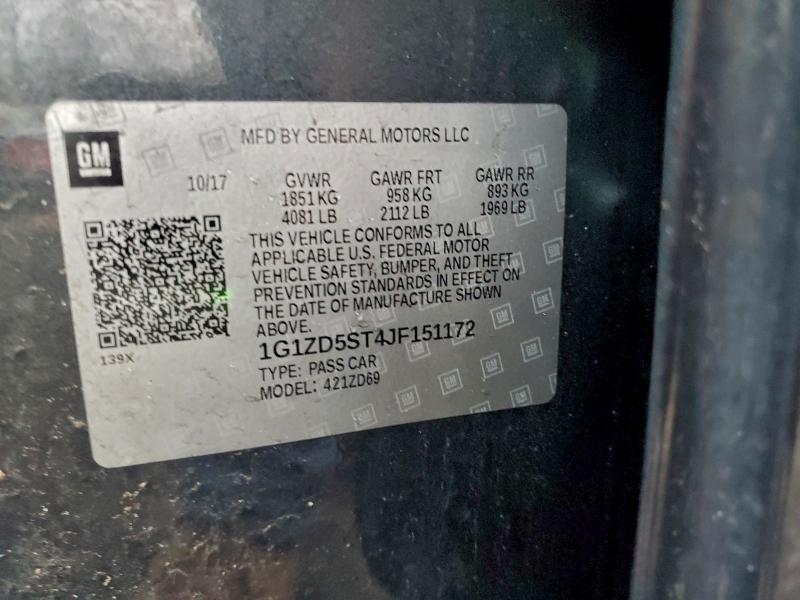 GM
MFD BY GENERAL MOTORS LLC
10/17
GVWR GAWR FRT GAWR RR
1851 KG 958 KG 893 KG
4081 LB 2112 LB 1969 LB
THIS VEHICLE CONFORMS TO ALL
APPLICABLE U.S. FEDERAL MOTOR
VEHICLE SAFETY, BUMPER, AND THEFT
PREVENTION STANDARDS IN EFFECT ON
THE DATE OF MANUFACTURE SHOWN
ABOVE.
139X
1G1ZD5ST4JF151172
TYPE: PASS CAR
MODEL: 421ZD69